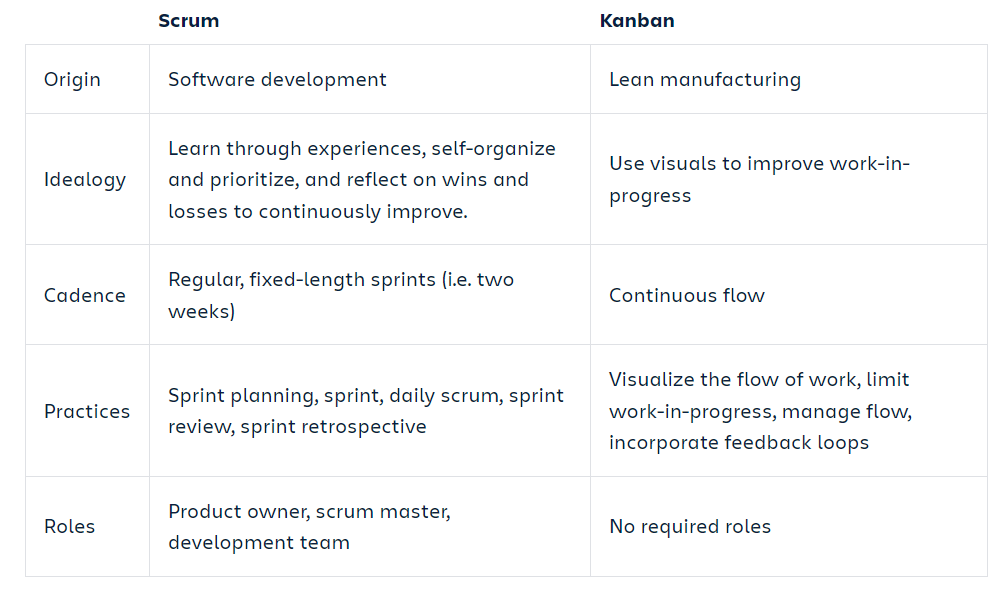 Scrum Kanban
Origin Software development Lean manufacturing
Idealogy
Learn through experiences, self-organize
and prioritize, and reflect on wins and
losses to continuously improve.
Use visuals to improve work-in-
progress
Cadence
Regular, fixed-length sprints (i.e. two
weeks)
Continuous flow
Practices
Sprint planning, sprint, daily scrum, sprint
review, sprint retrospective
Visualize the flow of work, limit
work-in-progress, manage flow,
incorporate feedback loops
Roles
Product owner, scrum master,
development team
No required roles